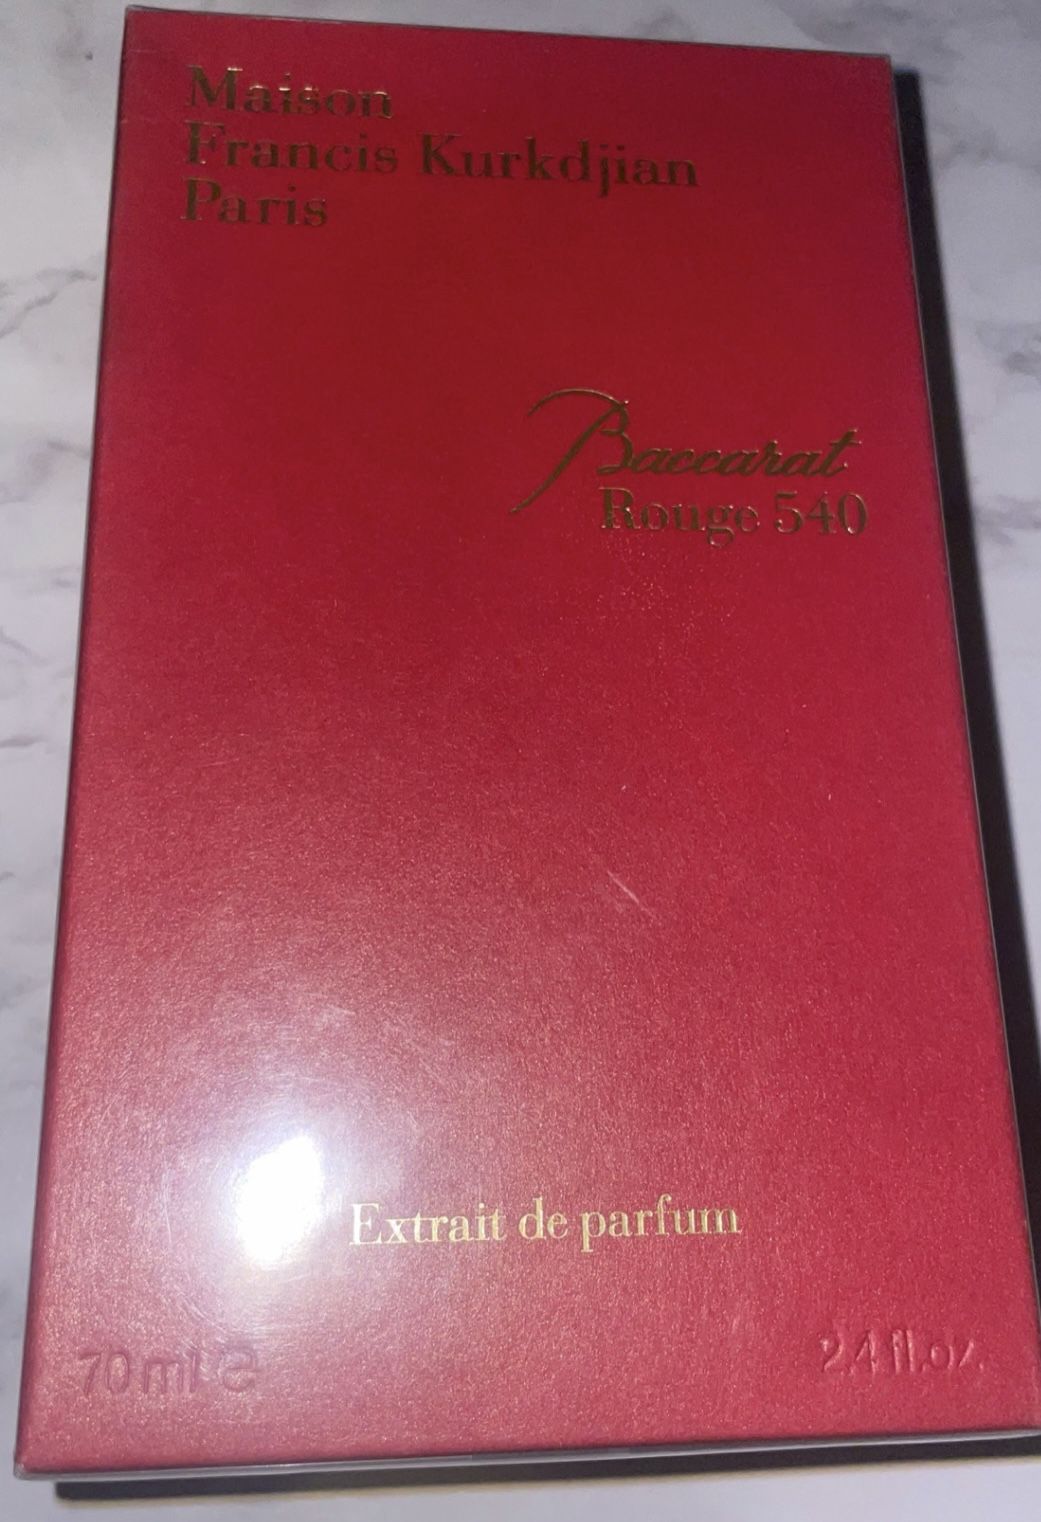 Maison
Francis Kurkdjian
Paris
Baccarat
Rouge 540
Extrait de parfum
70 ml ℮
2.4 fl.oz.